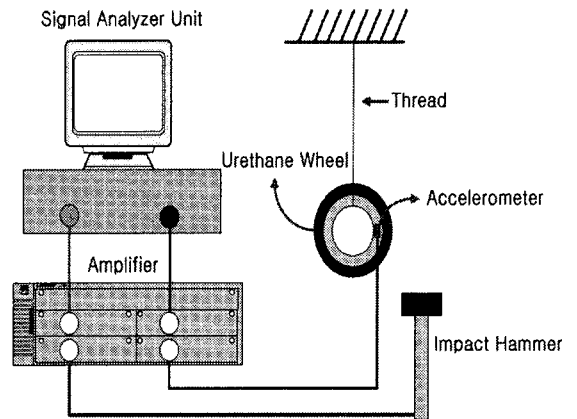 Signal Analyzer Unit
Thread
Urethane Wheel
Accelerometer
Amplifier
Impact Hammer